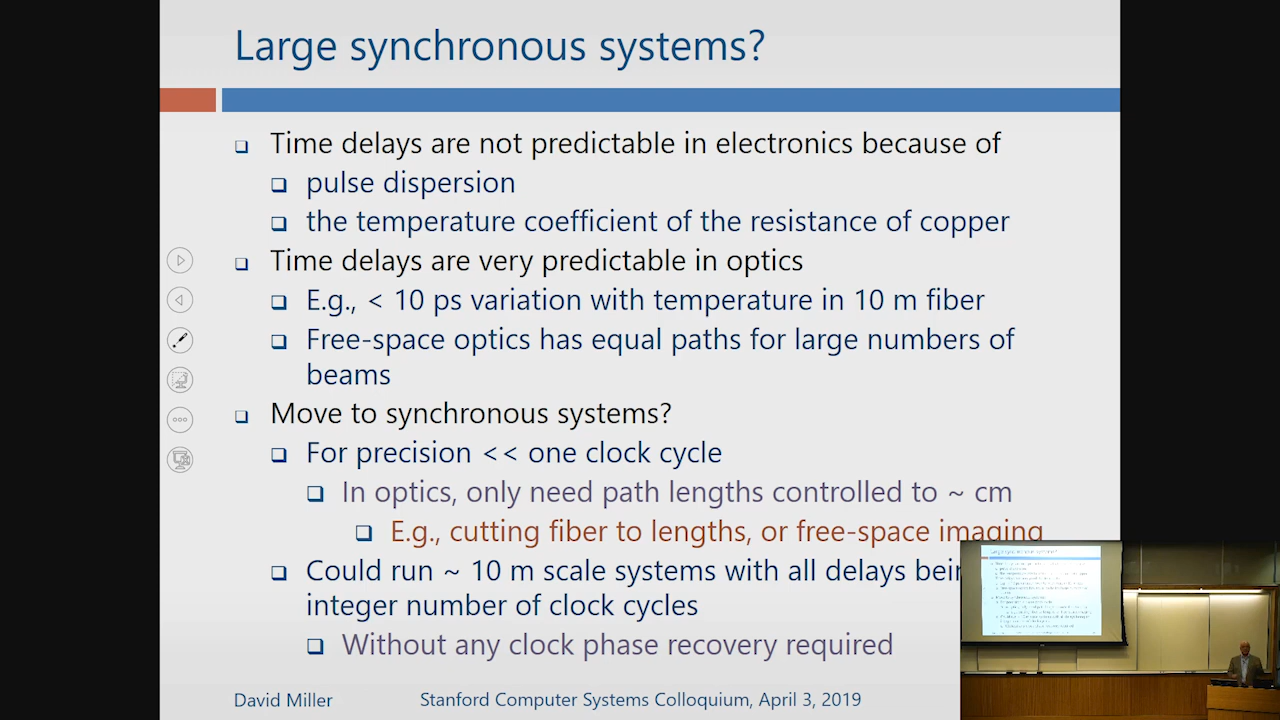 Large synchronous systems?
Time delays are not predictable in electronics because of
pulse dispersion
the temperature coefficient of the resistance of copper
Time delays are very predictable in optics
E.g., < 10 ps variation with temperature in 10 m fiber
Free-space optics has equal paths for large numbers of
beams
Move to synchronous systems?
For precision << one clock cycle
In optics, only need path lengths controlled to ~ cm
E.g., cutting fiber to lengths, or free-space imaging
Could run ~ 10 m scale systems with all delays
integer number of clock cycles
Without any clock phase recovery required
David Miller
Stanford Computer Systems Colloquium, April 3, 2019